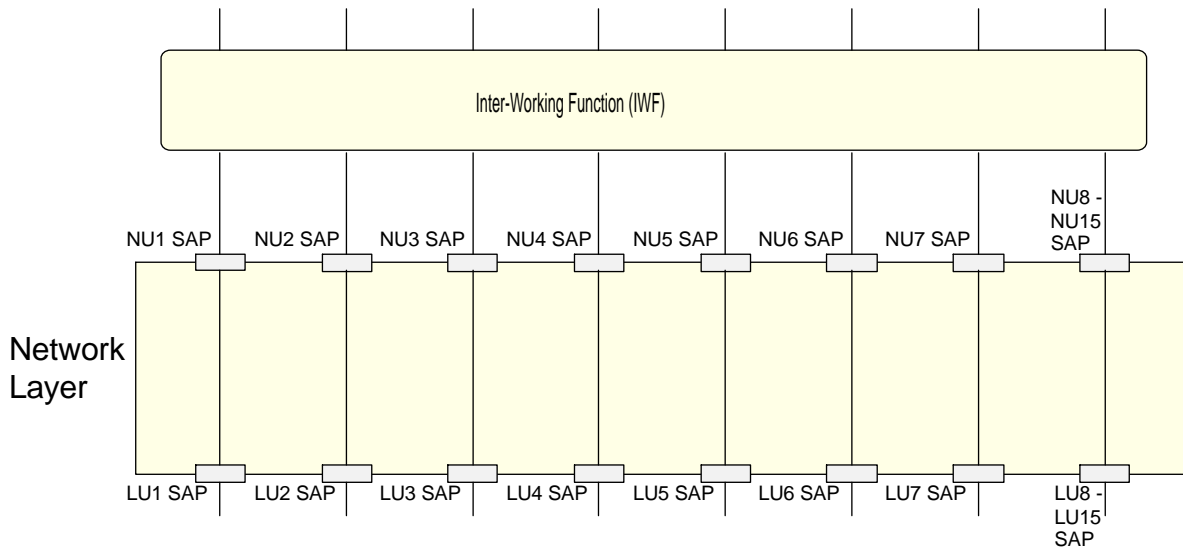 Inter-Working Function (IWF)
NU8 -
NU15
SAP
NU1 SAP
NU2 SAP
NU3 SAP
NU4 SAP
NU5 SAP
NU6 SAP
NU7 SAP
Network
Layer
LU1 SAP
LU2 SAP
LU3 SAP
LU4 SAP
LU5 SAP
LU6 SAP
LU7 SAP
LU8 -
LU15
SAP